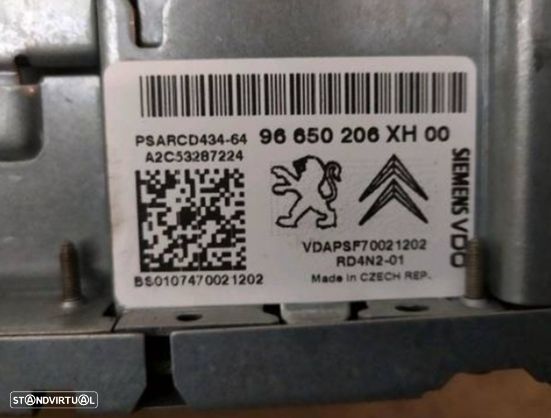 PSARCD434-64 96 650 206 XH 00
A2C53287224
SIEMENS VDO
VDAPSF70021202
RD4N2-01
Made in CZECH REP.
BS0107470021202
STANDVIRTUAL